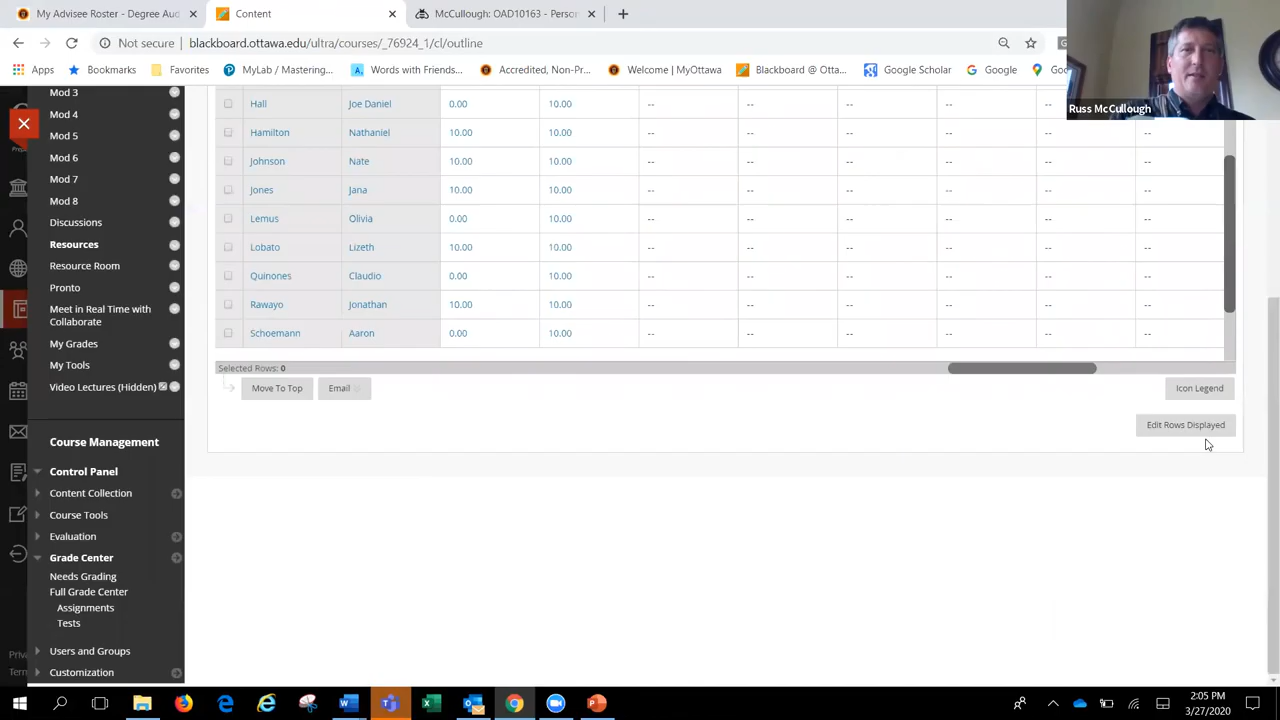 My Advisee Roster - Degree Aud
Content
McCullough: OAD10163 - Person
Not secure
blackboard.ottawa.edu/ultra/courses/_76924_1/cl/outline
Apps
Bookmarks
Favorites
MyLab / Mastering...
Words with Friends...
Accredited, Non-Pr...
Welcome | MyOttawa
Blackboard @ Otta...
Google Scholar
Google
Goo
Russ McCullough
Mod 3
Mod 4
Mod 5
Mod 6
Mod 7
Mod 8
Discussions
Resources
Resource Room
Pronto
Meet in Real Time with
Collaborate
My Grades
My Tools
Video Lectures (Hidden)
Course Management
Control Panel
Content Collection
Course Tools
Evaluation
Grade Center
Needs Grading
Full Grade Center
Assignments
Tests
Users and Groups
Customization
Priva
Term
Hall Joe Daniel 0.00 10.00 -- -- -- -- -- --
Hamilton Nathaniel 10.00 10.00 -- -- -- -- -- --
Johnson Nate 10.00 10.00 -- -- -- -- -- --
Jones Jana 10.00 10.00 -- -- -- -- -- --
Lemus Olivia 0.00 10.00 -- -- -- -- -- --
Lobato Lizeth 10.00 10.00 -- -- -- -- -- --
Quinones Claudio 0.00 10.00 -- -- -- -- -- --
Rawayo Jonathan 10.00 10.00 -- -- -- -- -- --
Schoemann Aaron 0.00 10.00 -- -- -- -- -- --
Selected Rows: 0
Move To Top
Email
Icon Legend
Edit Rows Displayed
2:05 PM
3/27/2020